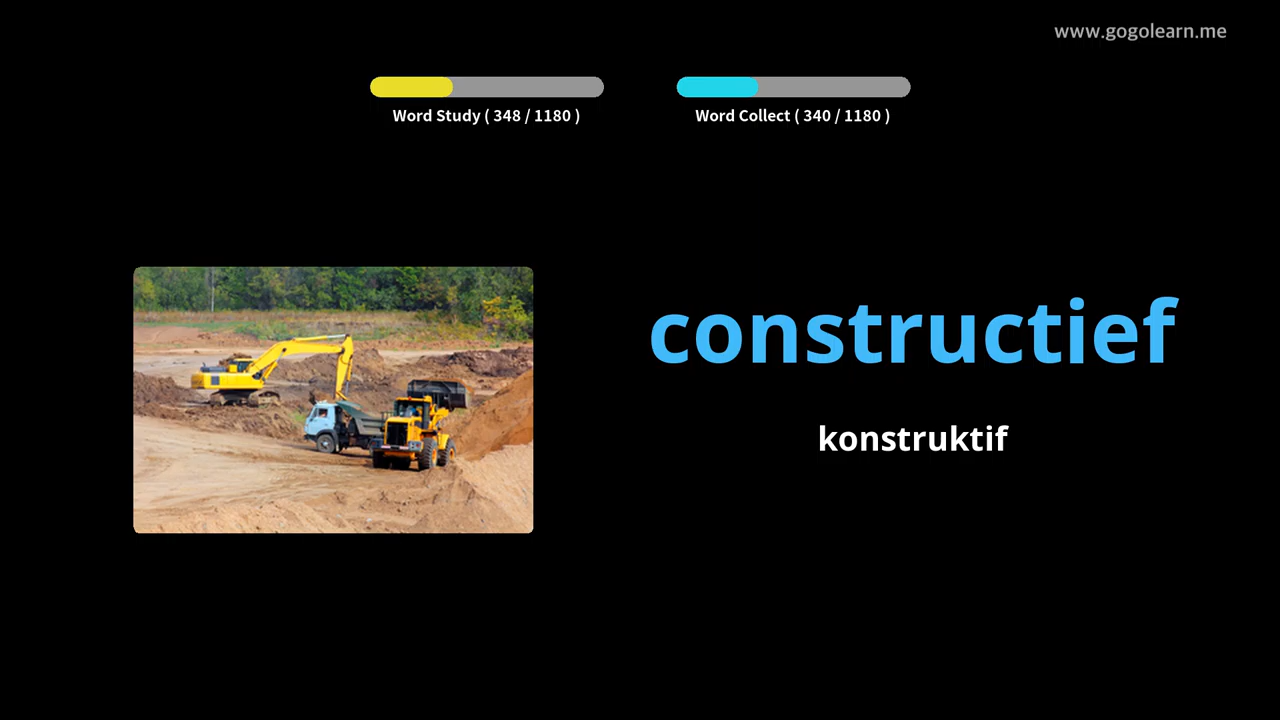 www.gogolearn.me
Word Study ( 348 / 1180 )
Word Collect ( 340 / 1180 )
constructief
konstruktif